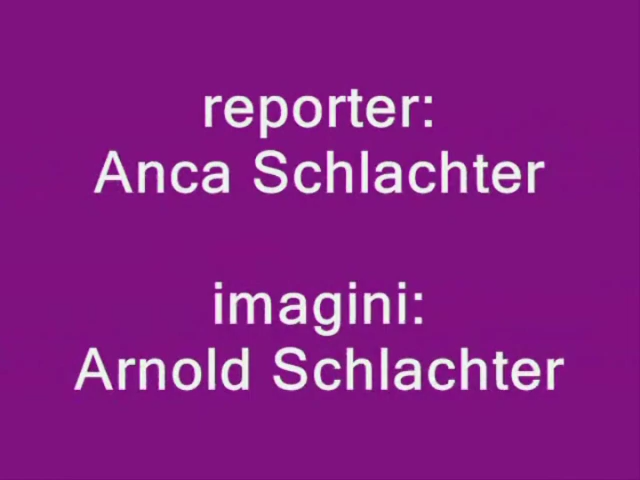 reporter:
Anca Schlachter
imagini:
Arnold Schlachter